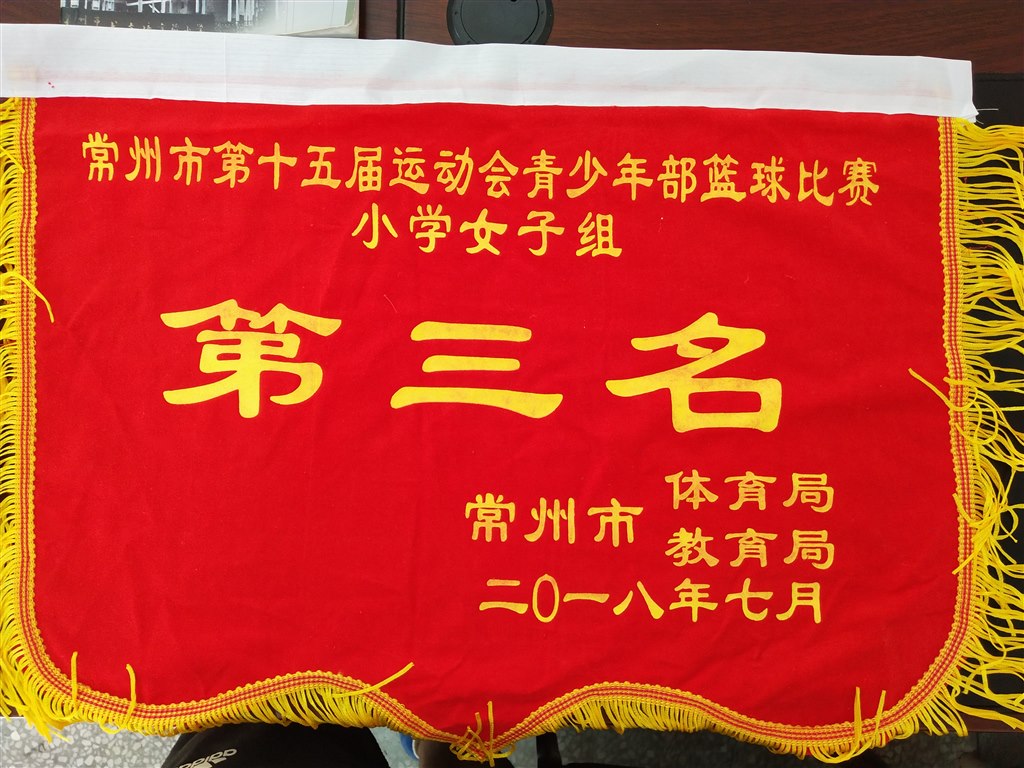 常州市第十五届运动会青少年部篮球比赛
小学女子组
第三名
常州市 体育局
教育局
二〇一八年七月